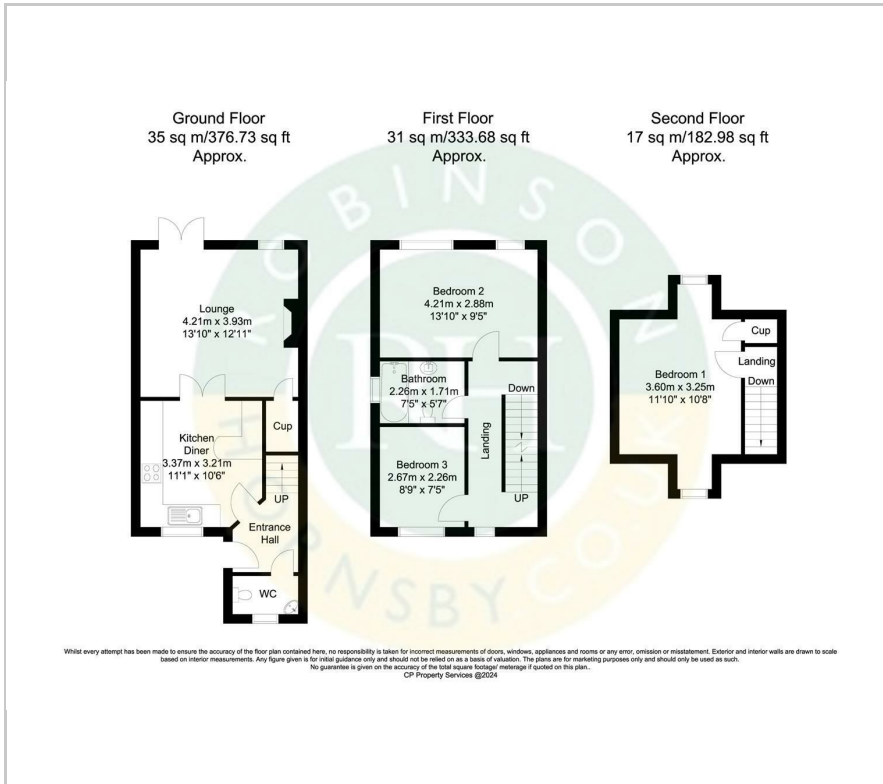 Ground Floor
35 sq m/376.73 sq ft
Approx.
First Floor
31 sq m/333.68 sq ft
Approx.
Second Floor
17 sq m/182.98 sq ft
Approx.
Lounge
4.21m x 3.93m
13'10" x 12'11"
Kitchen
Diner
3.37m x 3.21m
11'1" x 10'6"
Cup
UP
Entrance
Hall
WC
Bedroom 2
4.21m x 2.88m
13'10" x 9'5"
Bathroom
2.26m x 1.71m
7'5" x 5'7"
Down
Landing
Bedroom 3
2.67m x 2.26m
8'9" x 7'5"
UP
Cup
Landing
Down
Bedroom 1
3.60m x 3.25m
11'10" x 10'8"
ROBINSON
PH
HORNSBY.CO.UK
Whilst every attempt has been made to ensure the accuracy of the floor plan contained here, no responsibility is taken for incorrect measurements of doors, windows, appliances and rooms or any error, omission or misstatement. Exterior and interior walls are drawn to scale
based on interior measurements. Any figure given is for initial guidance only and should not be relied on as a basis of valuation. The plans are for marketing purposes only and should only be used as such.
No guarantee is given on the accuracy of the total square footage/ meterage if quoted on this plan..
CP Property Services @2024